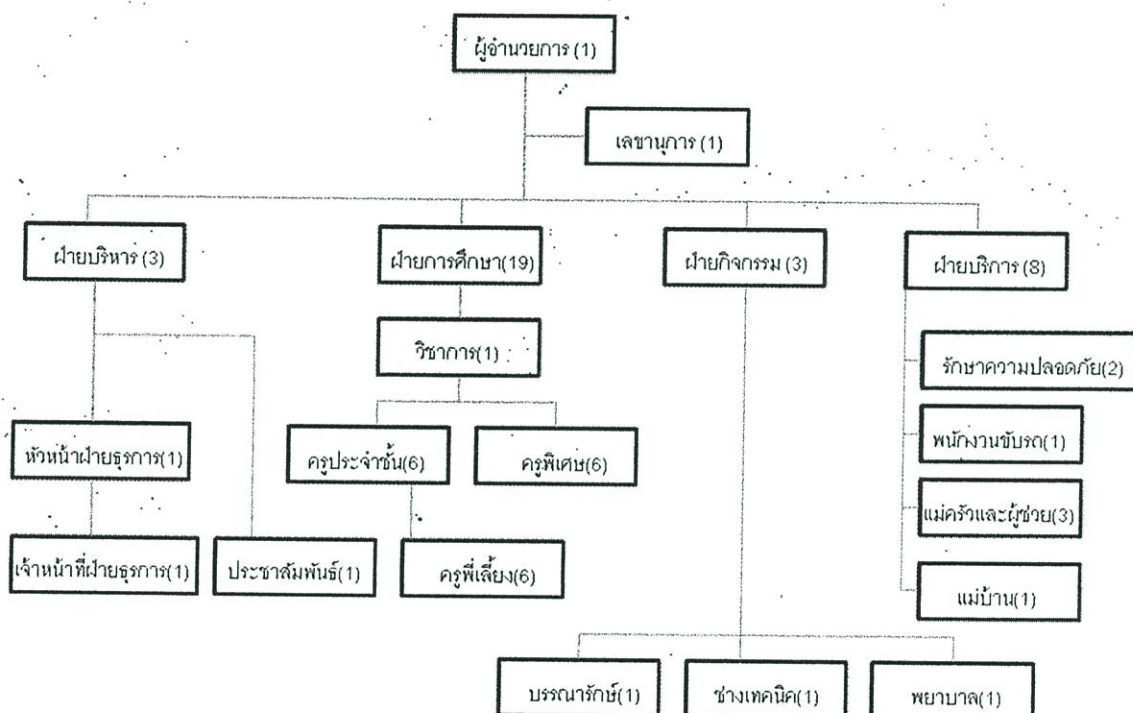 ผู้อำนวยการ (1)
เลขานุการ (1)
ฝ่ายบริหาร (3)
ฝ่ายการศึกษา(19)
ฝ่ายกิจกรรม (3)
ฝ่ายบริการ (8)
วิชาการ(1)
รักษาความปลอดภัย(2)
หัวหน้าฝ่ายธุรการ(1)
ครูประจำชั้น(6)
ครูพิเศษ(6)
พนักงานขับรถ(1)
แม่ครัวและผู้ช่วย(3)
เจ้าหน้าที่ฝ่ายธุรการ(1)
ประชาสัมพันธ์(1)
ครูพี่เลี้ยง(6)
แม่บ้าน(1)
บรรณารักษ์(1)
ช่างเทคนิค(1)
พยาบาล(1)